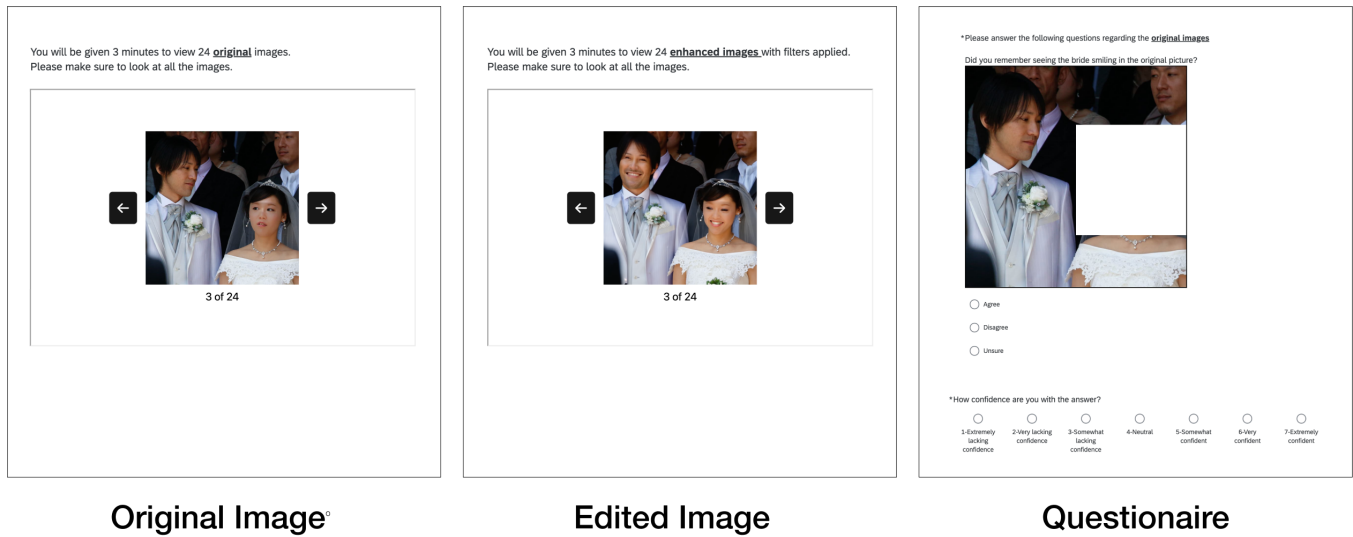 You will be given 3 minutes to view 24 original images.
Please make sure to look at all the images.
←
→
3 of 24
Original Image°
You will be given 3 minutes to view 24 enhanced images with filters applied.
Please make sure to look at all the images.
←
→
3 of 24
Edited Image
*Please answer the following questions regarding the original images
Did you remember seeing the bride smiling in the original picture?
Agree
Disagree
Unsure
*How confidence are you with the answer?
1-Extremely lacking confidence
2-Very lacking confidence
3-Somewhat lacking confidence
4-Neutral
5-Somewhat confident
6-Very confident
7-Extremely confident
Questionaire